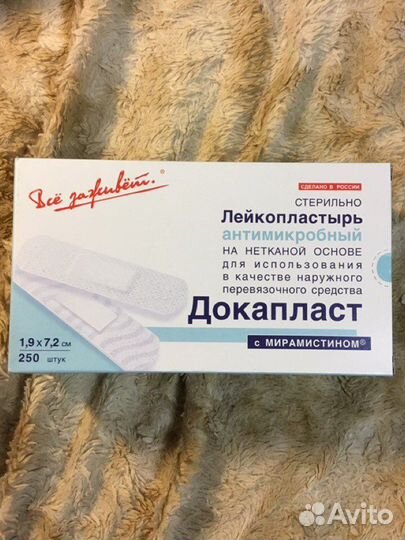 Всё заживёт.®
СДЕЛАНО В РОССИИ
СТЕРИЛЬНО
Лейкопластырь
антимикробный
НА НЕТКАНОЙ ОСНОВЕ
для использования
в качестве наружного
перевязочного средства
Докапласт
с МИРАМИСТИНОМ®
1,9 x 7,2 см
250 штук
Avito